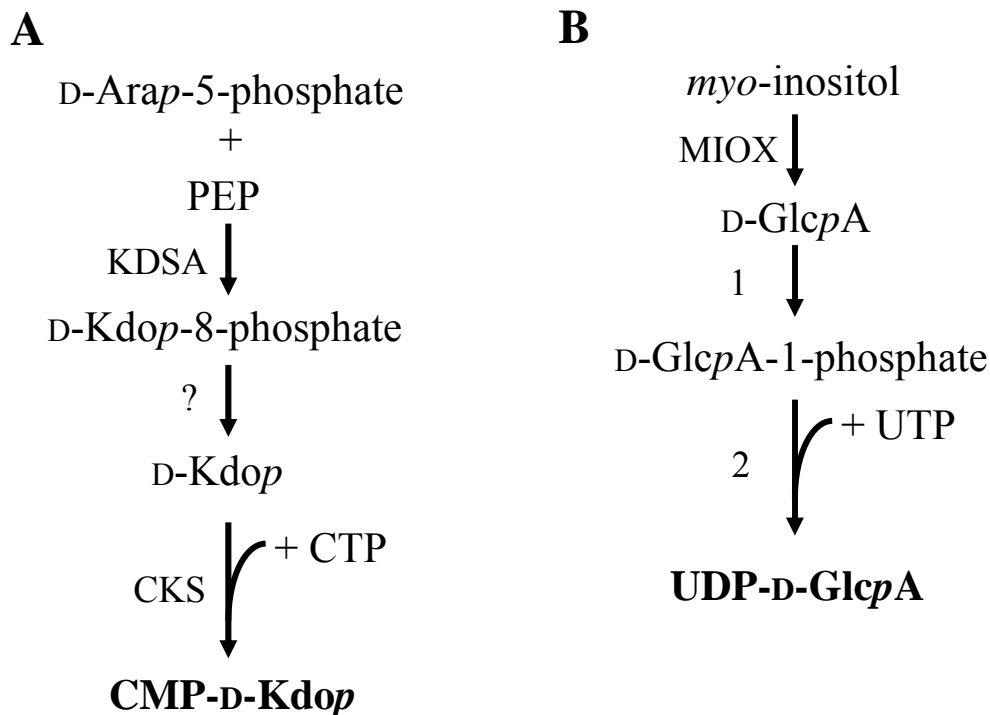 A
D-Arap-5-phosphate
+
PEP
KDSA
D-Kdop-8-phosphate
?
D-Kdop
+ CTP
CKS
CMP-D-Kdop
B
myo-inositol
MIOX
D-GlcpA
1
D-GlcpA-1-phosphate
+ UTP
2
UDP-D-GlcpA